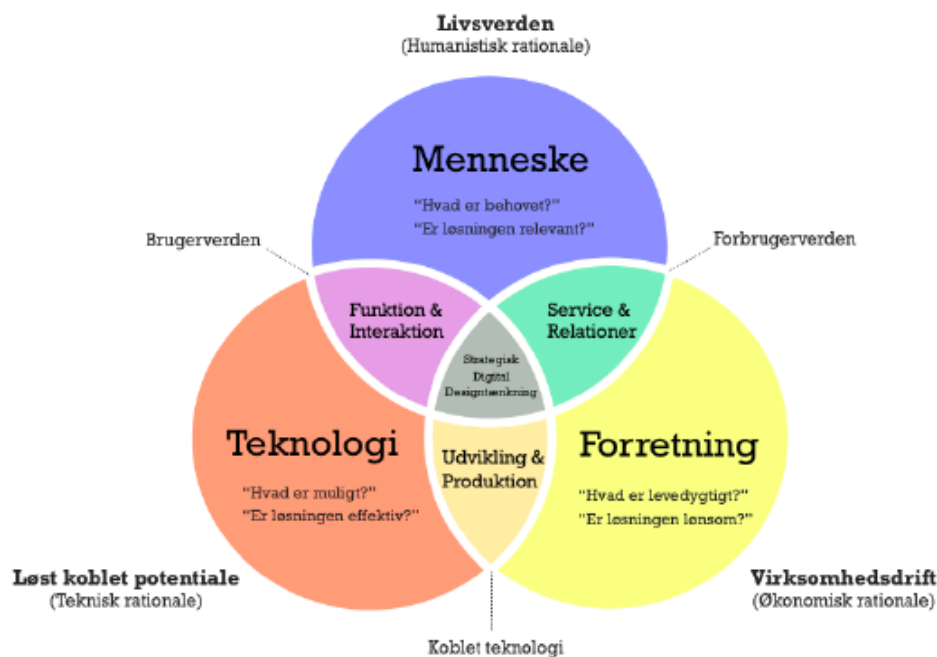 Livsverden
(Humanistisk rationale)
Menneske
"Hvad er behovet?"
"Er løsningen relevant?"
Brugerverden
Forbrugerverden
Funktion &
Interaktion
Service &
Relationer
Strategisk
Digital
Designtænkning
Teknologi
"Hvad er muligt?"
"Er løsningen effektiv?"
Udvikling &
Produktion
Forretning
"Hvad er levedygtigt?"
"Er løsningen lønsom?"
Løst koblet potentiale
(Teknisk rationale)
Virksomhedsdrift
(Økonomisk rationale)
Koblet teknologi